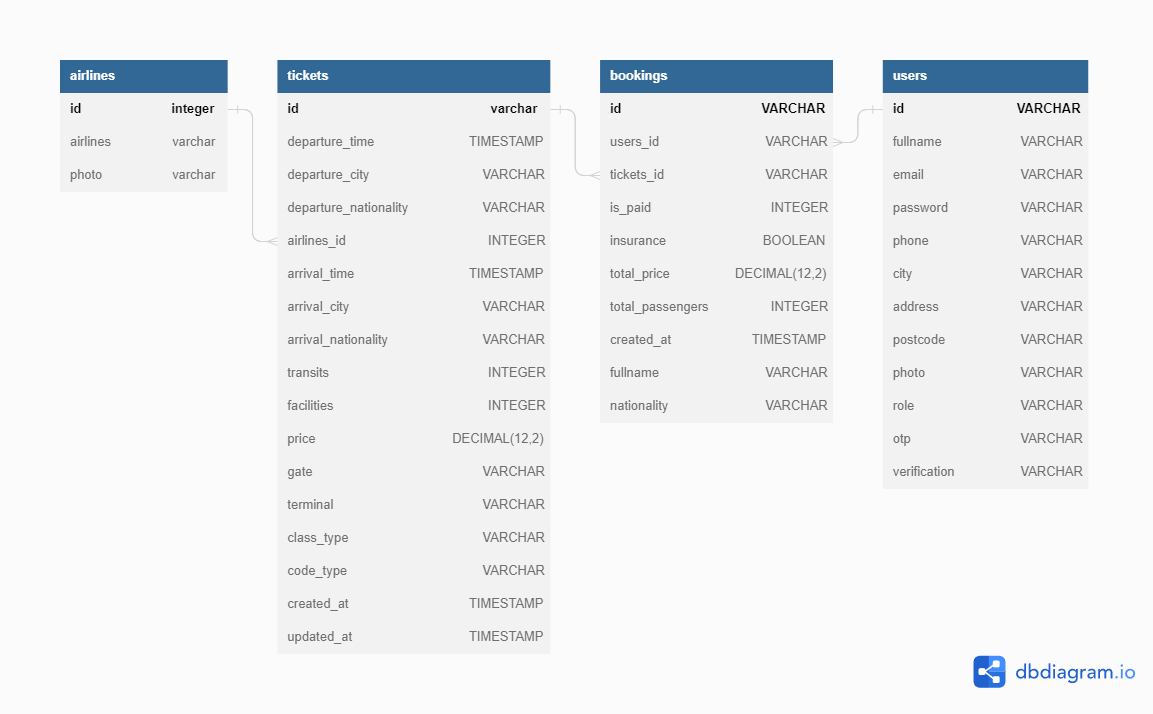 airlines
id integer
airlines varchar
photo varchar
tickets
id varchar
departure_time TIMESTAMP
departure_city VARCHAR
departure_nationality VARCHAR
airlines_id INTEGER
arrival_time TIMESTAMP
arrival_city VARCHAR
arrival_nationality VARCHAR
transits INTEGER
facilities INTEGER
price DECIMAL(12,2)
gate VARCHAR
terminal VARCHAR
class_type VARCHAR
code_type VARCHAR
created_at TIMESTAMP
updated_at TIMESTAMP
bookings
id VARCHAR
users_id VARCHAR
tickets_id VARCHAR
is_paid INTEGER
insurance BOOLEAN
total_price DECIMAL(12,2)
total_passengers INTEGER
created_at TIMESTAMP
fullname VARCHAR
nationality VARCHAR
users
id VARCHAR
fullname VARCHAR
email VARCHAR
password VARCHAR
phone VARCHAR
city VARCHAR
address VARCHAR
postcode VARCHAR
photo VARCHAR
role VARCHAR
otp VARCHAR
verification VARCHAR
dbdiagram.io